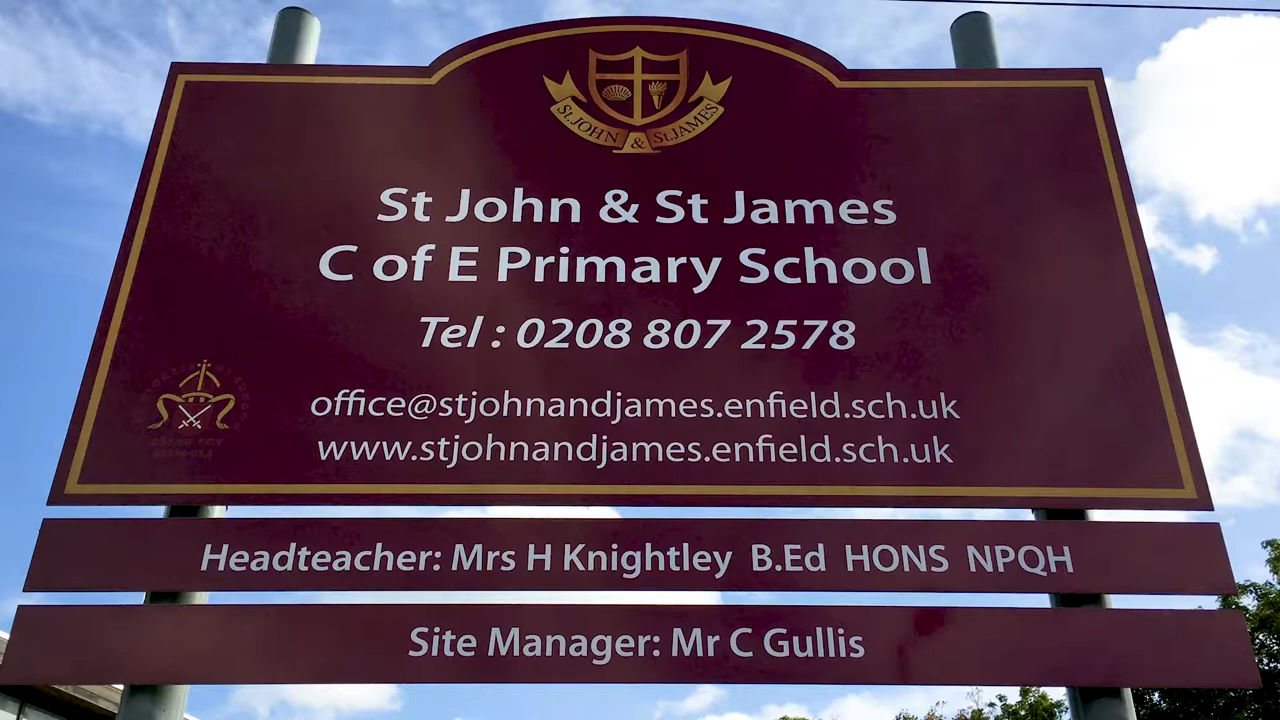 St. JOHN & St. JAMES
St John & St James
C of E Primary School
Tel : 0208 807 2578
office@stjohnandjames.enfield.sch.uk
www.stjohnandjames.enfield.sch.uk
Headteacher: Mrs H Knightley B.Ed HONS NPQH
Site Manager: Mr C Gullis